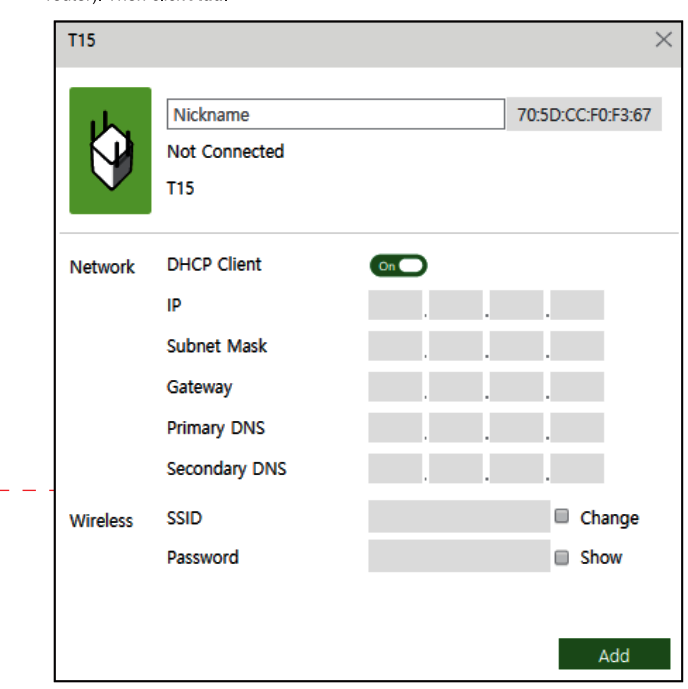 T15
Nickname 70:5D:CC:F0:F3:67
Not Connected
T15
Network DHCP Client On
IP . . .
Subnet Mask . . .
Gateway . . .
Primary DNS . . .
Secondary DNS . . .
Wireless SSID Change
Password Show
Add